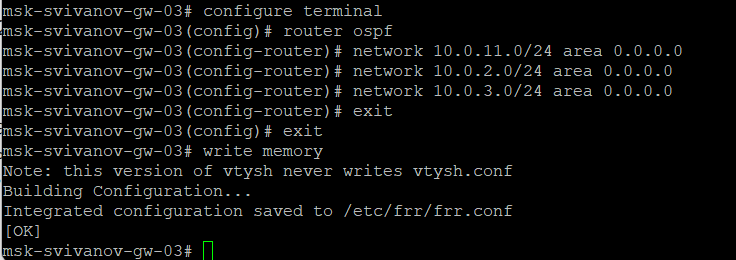 msk-svivanov-gw-03# configure terminal
msk-svivanov-gw-03(config)# router ospf
msk-svivanov-gw-03(config-router)# network 10.0.11.0/24 area 0.0.0.0
msk-svivanov-gw-03(config-router)# network 10.0.2.0/24 area 0.0.0.0
msk-svivanov-gw-03(config-router)# network 10.0.3.0/24 area 0.0.0.0
msk-svivanov-gw-03(config-router)# exit
msk-svivanov-gw-03(config)# exit
msk-svivanov-gw-03# write memory
Note: this version of vtysh never writes vtysh.conf
Building Configuration...
Integrated configuration saved to /etc/frr/frr.conf
[OK]
msk-svivanov-gw-03#